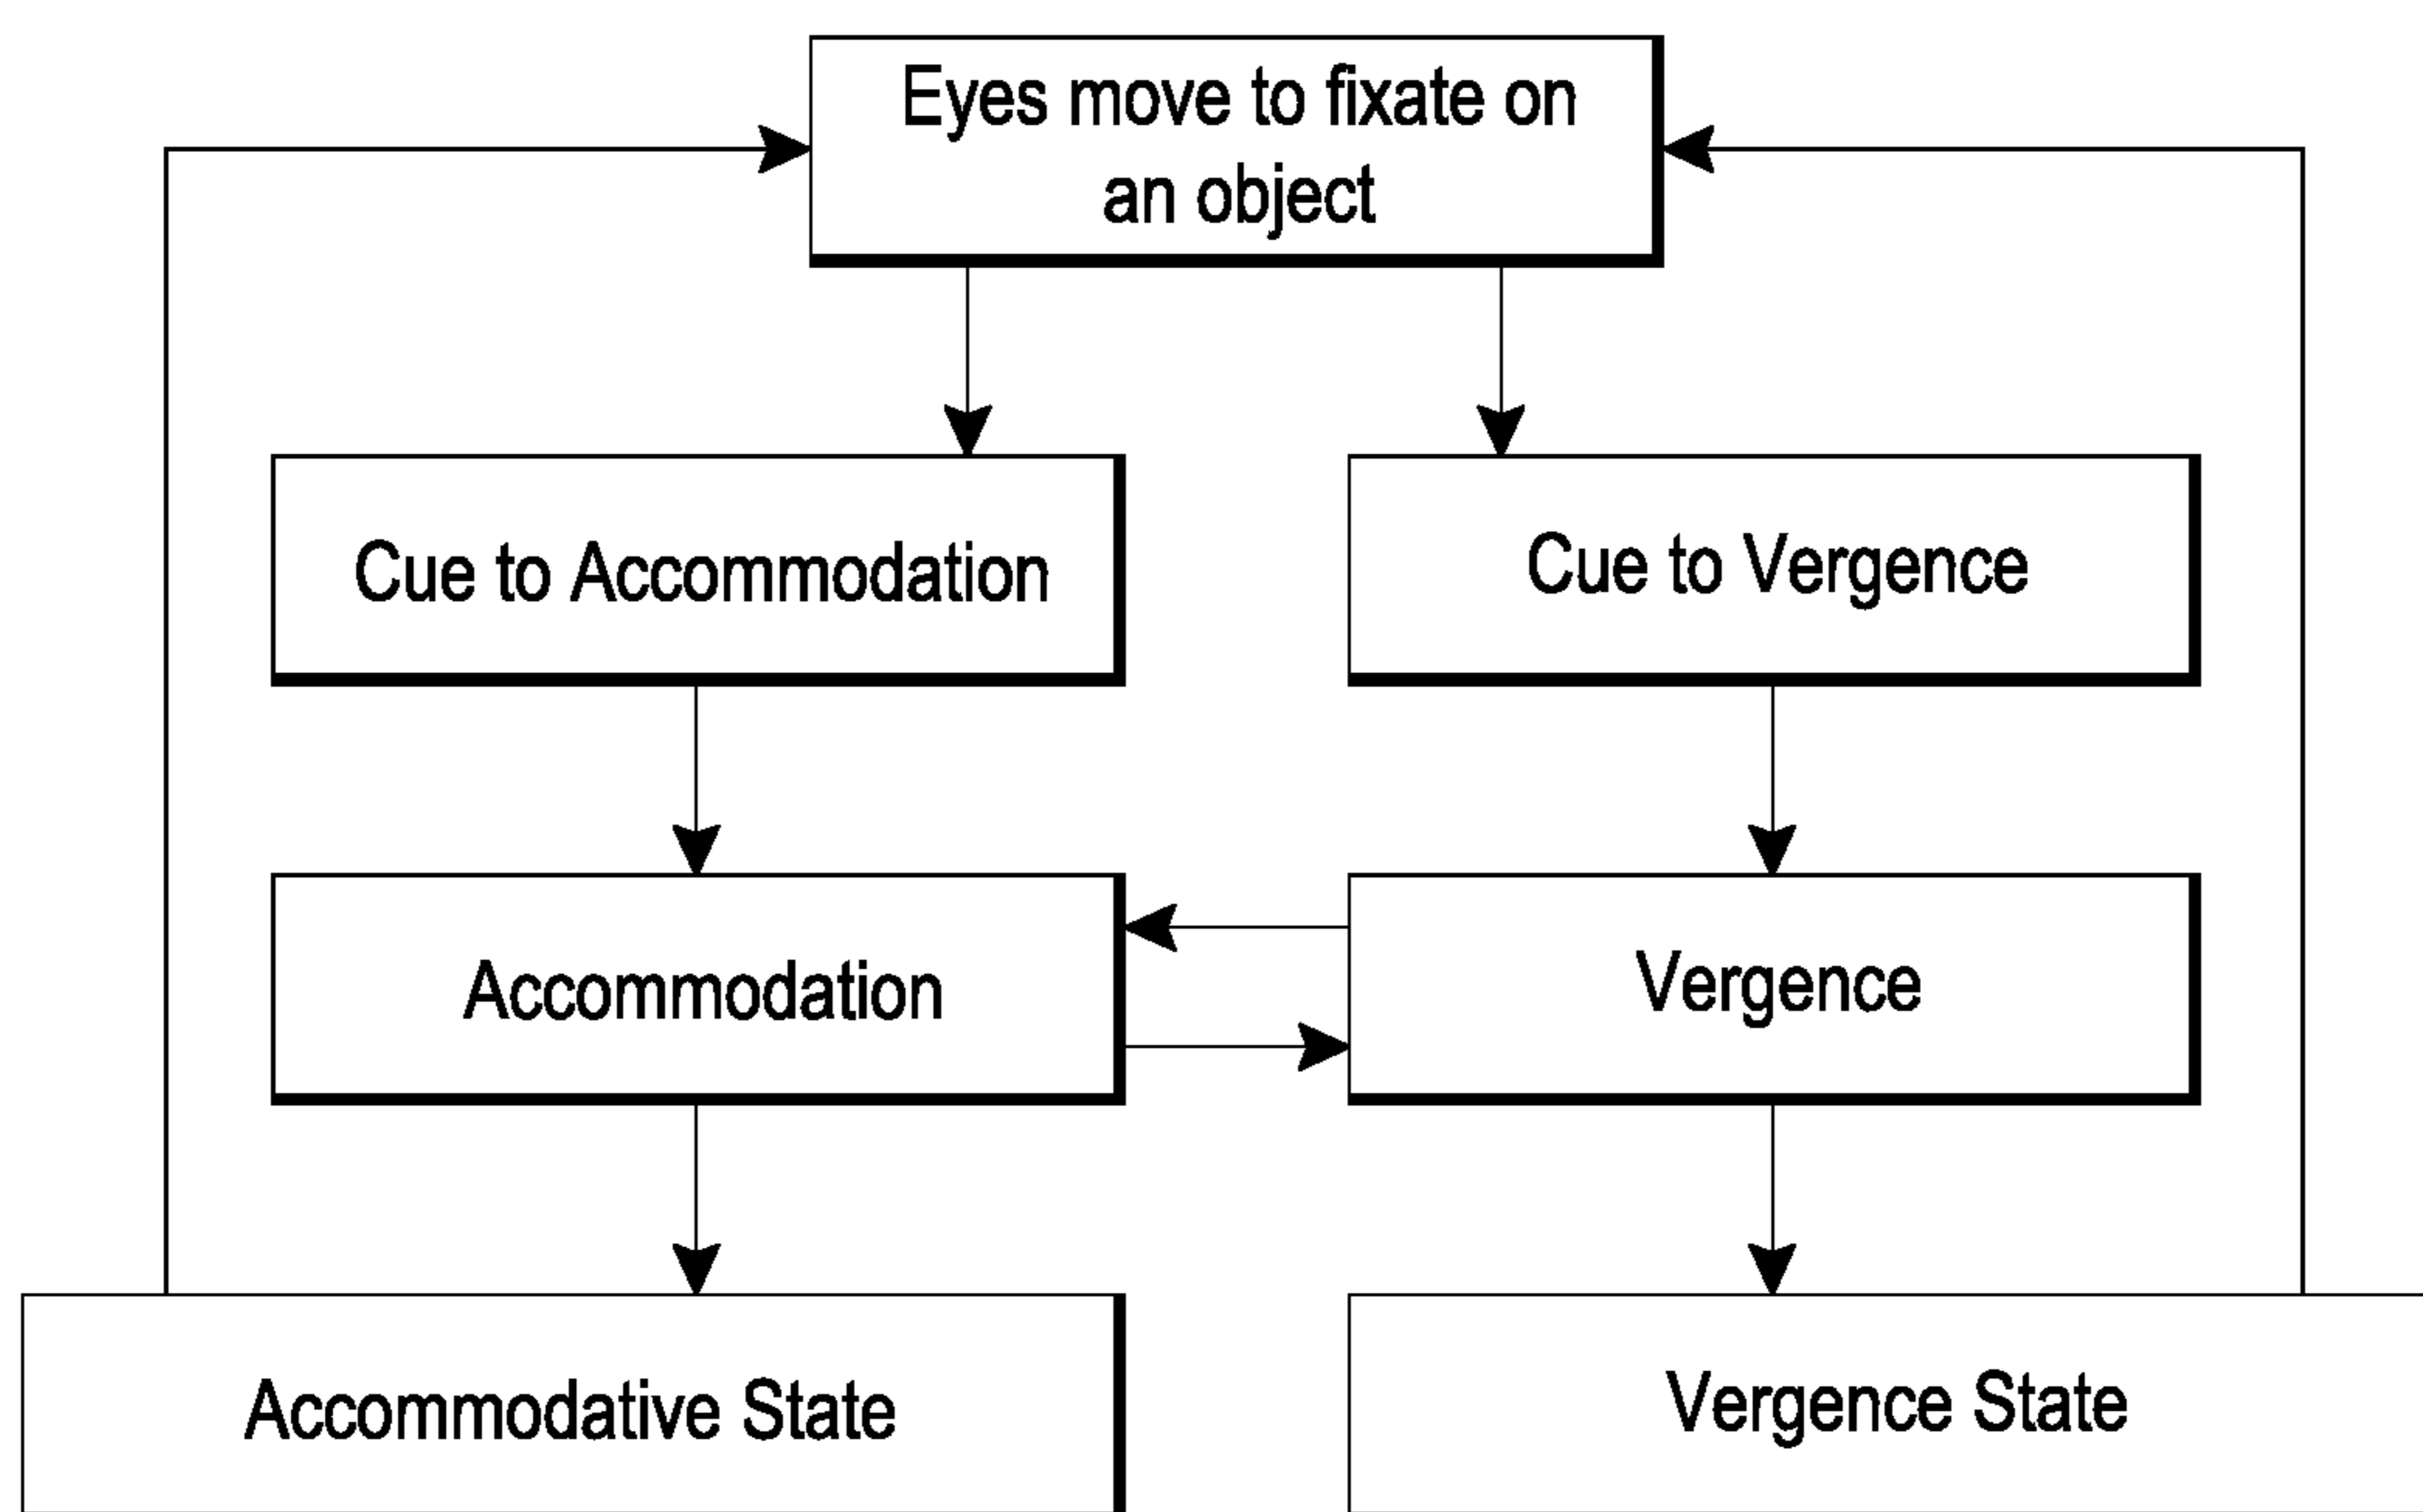 Eyes move to fixate on
an object
Cue to Accommodation
Cue to Vergence
Accommodation
Vergence
Accommodative State
Vergence State